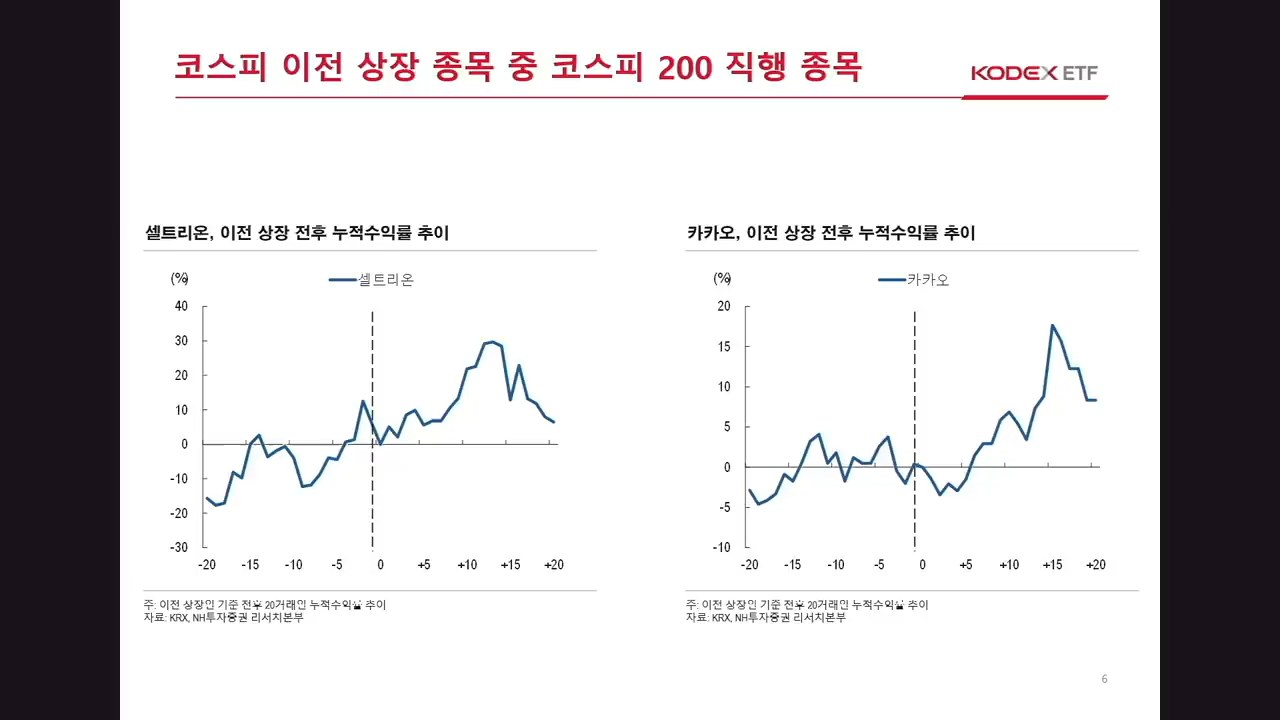 코스피 이전 상장 종목 중 코스피 200 직행 종목
KODEX ETF
셀트리온, 이전 상장 전후 누적수익률 추이
(%)
셀트리온
40
30
20
10
0
-10
-20
-30
-20 -15 -10 -5 0 +5 +10 +15 +20
주: 이전 상장일 기준 전후 20거래일 누적수익률 추이
자료: KRX, NH투자증권 리서치본부
카카오, 이전 상장 전후 누적수익률 추이
(%)
카카오
20
15
10
5
0
-5
-10
-20 -15 -10 -5 0 +5 +10 +15 +20
주: 이전 상장일 기준 전후 20거래일 누적수익률 추이
자료: KRX, NH투자증권 리서치본부
6